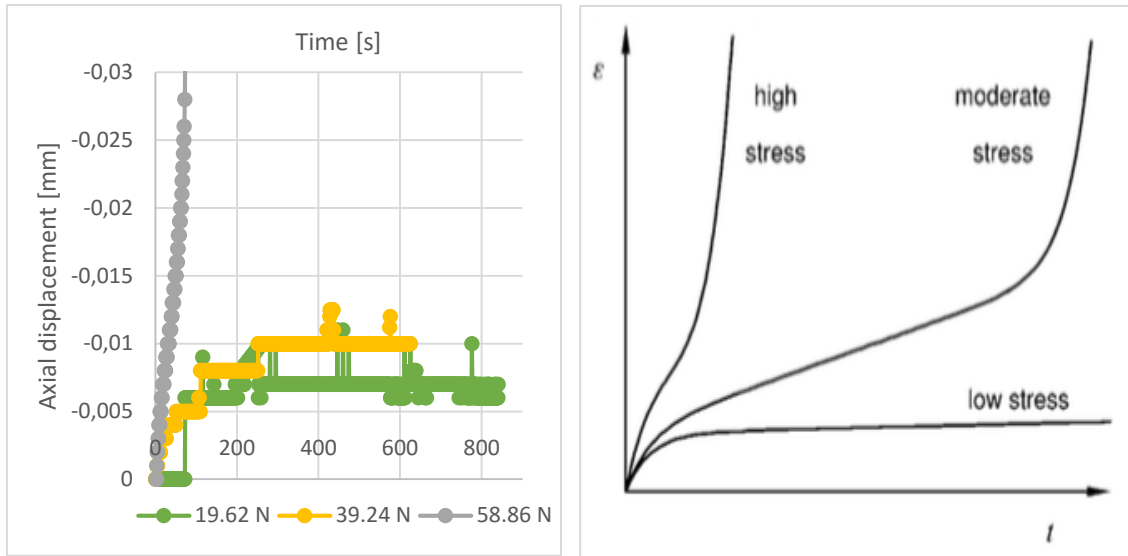 Time [s]
-0,03
-0,025
-0,02
-0,015
-0,01
-0,005
0
0 200 400 600 800
Axial displacement [mm]
19.62 N 39.24 N 58.86 N
ε
high
stress
moderate
stress
low stress
t